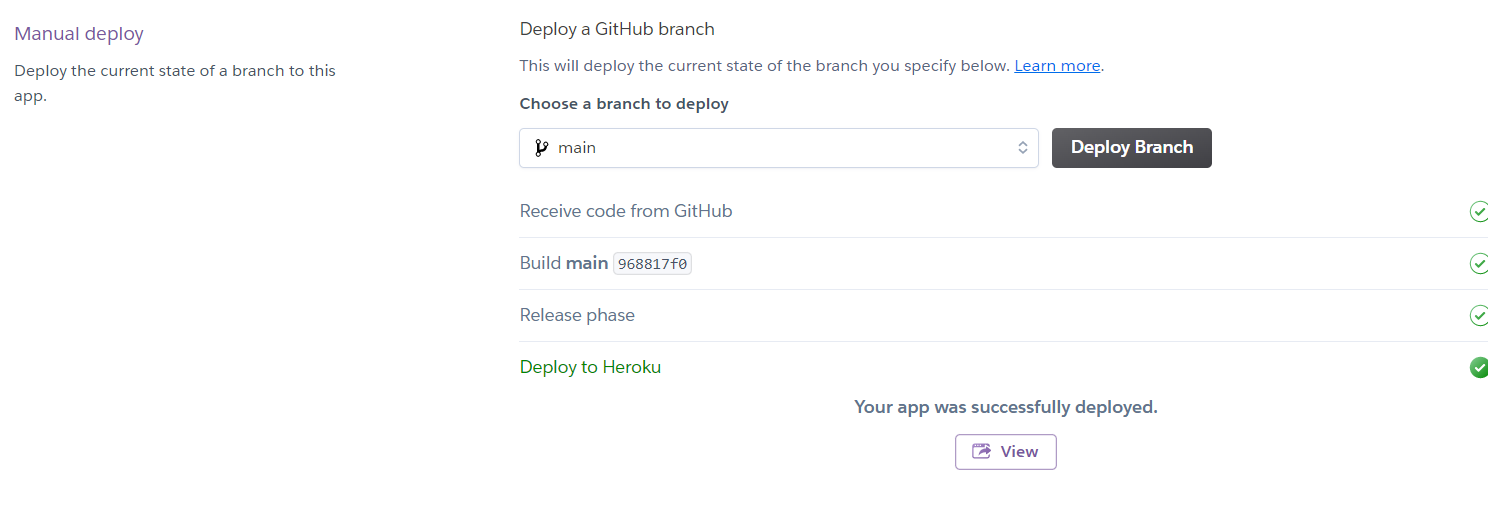 Manual deploy
Deploy the current state of a branch to this
app.
Deploy a GitHub branch
This will deploy the current state of the branch you specify below. Learn more.
Choose a branch to deploy
main
Deploy Branch
Receive code from GitHub
Build main 968817f0
Release phase
Deploy to Heroku
Your app was successfully deployed.
View